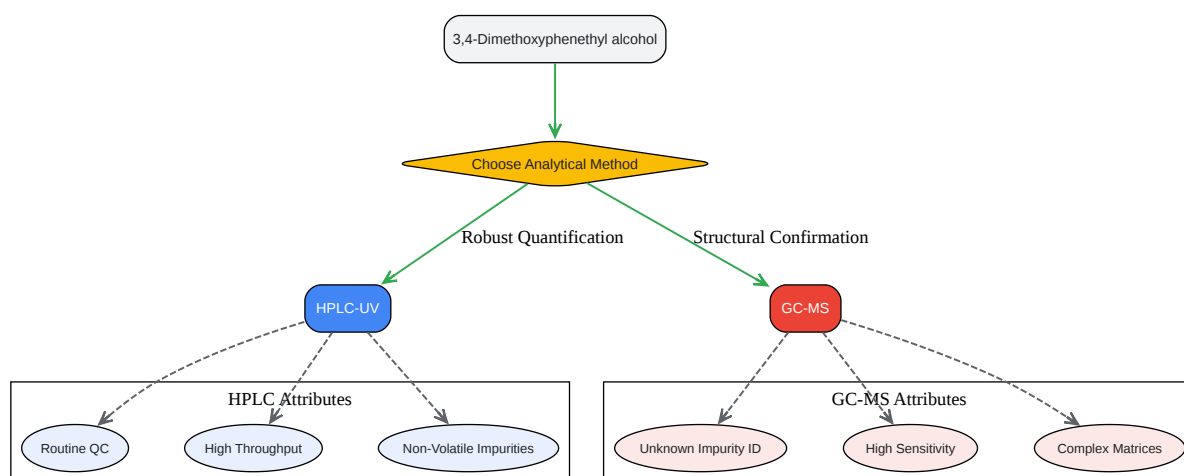 3,4-Dimethoxyphenethyl alcohol
Choose Analytical Method
Robust Quantification
Structural Confirmation
HPLC-UV
GC-MS
HPLC Attributes
GC-MS Attributes
Routine QC
High Throughput
Non-Volatile Impurities
Unknown Impurity ID
High Sensitivity
Complex Matrices